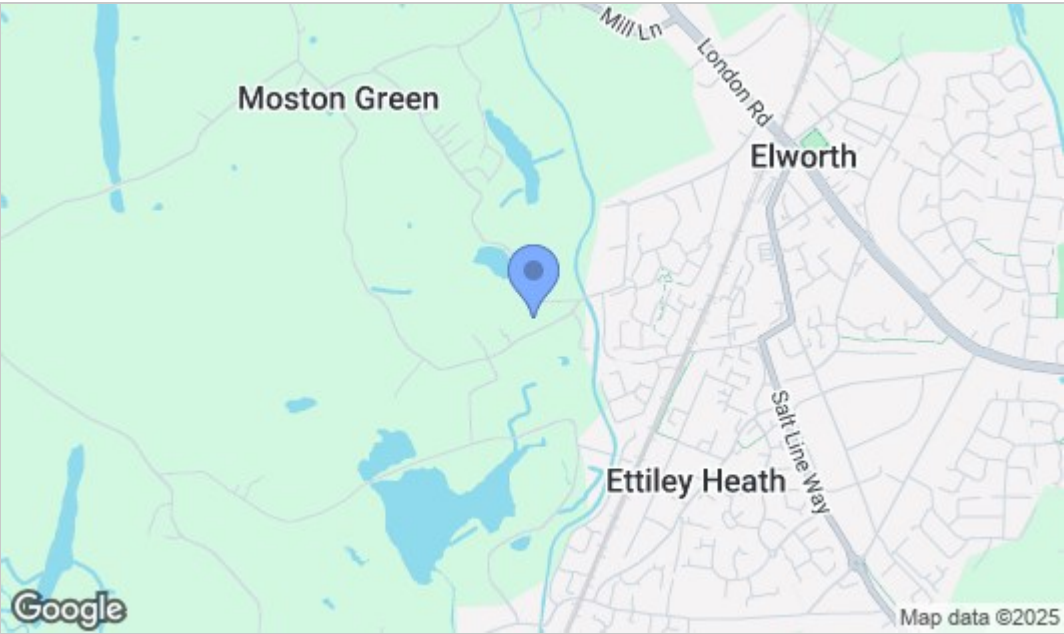 Mill Ln
London Rd
Moston Green
Elworth
Salt Line Way
Ettiley Heath
Google
Map data ©2025